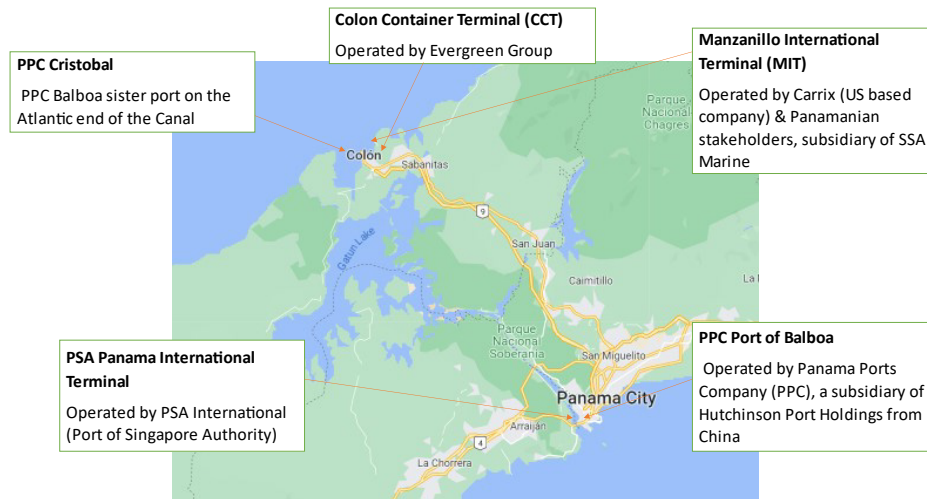 Colon Container Terminal (CCT)
Operated by Evergreen Group
Manzanillo International
Terminal (MIT)
Operated by Carrix (US based
company) & Panamanian
stakeholders, subsidiary of SSA
Marine
PPC Cristobal
PPC Balboa sister port on the
Atlantic end of the Canal
Parque
Nacional
Chagres
Colón
Sabanitas
9
Gatun Lake
San Juan
Caimitillo
Parque
Nacional
Soberanía
San Miguelito
Panama City
Arraiján
4
La Chorrera
PSA Panama International
Terminal
Operated by PSA International
(Port of Singapore Authority)
PPC Port of Balboa
Operated by Panama Ports
Company (PPC), a subsidiary of
Hutchinson Port Holdings from
China